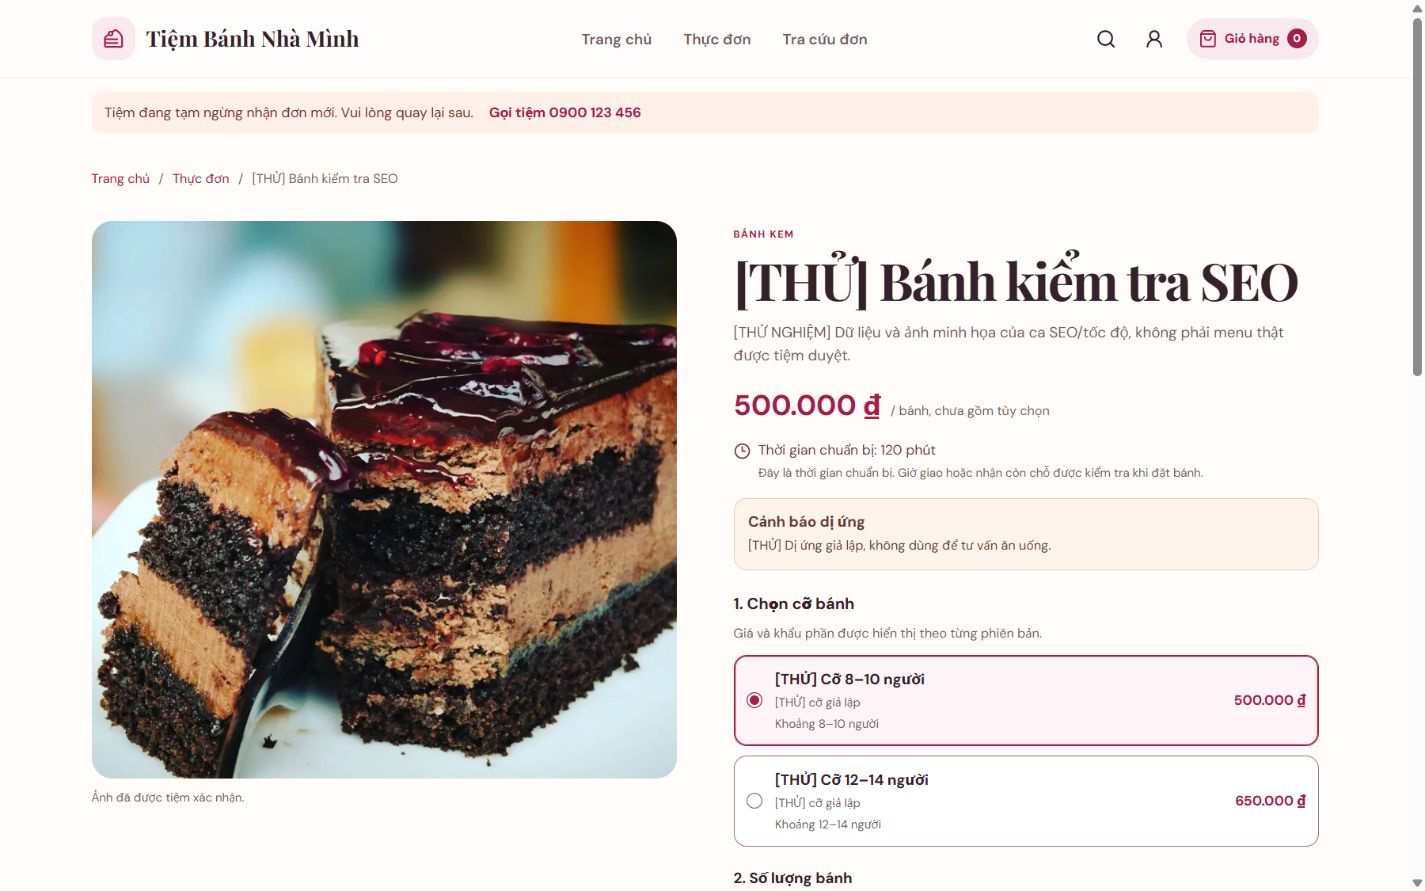 Tiệm Bánh Nhà Mình
Trang chủ
Thực đơn
Tra cứu đơn
Giỏ hàng
0
Tiệm đang tạm ngừng nhận đơn mới. Vui lòng quay lại sau. Gọi tiệm 0900 123 456
Trang chủ / Thực đơn / [THỬ] Bánh kiểm tra SEO
BÁNH KEM
[THỬ] Bánh kiểm tra SEO
[THỬ NGHIỆM] Dữ liệu và ảnh minh họa của ca SEO/tốc độ, không phải menu thật
được tiệm duyệt.
500.000 ₫ / bánh, chưa gồm tùy chọn
Thời gian chuẩn bị: 120 phút
Đây là thời gian chuẩn bị. Giờ giao hoặc nhận còn chỗ được kiểm tra khi đặt bánh.
Cảnh báo dị ứng
[THỬ] Dị ứng giả lập, không dùng để tư vấn ăn uống.
1. Chọn cỡ bánh
Giá và khẩu phần được hiển thị theo từng phiên bản.
[THỬ] Cỡ 8–10 người
[THỬ] cỡ giả lập
Khoảng 8–10 người
500.000 ₫
[THỬ] Cỡ 12–14 người
[THỬ] cỡ giả lập
Khoảng 12–14 người
650.000 ₫
Ảnh đã được tiệm xác nhận.
2. Số lượng bánh